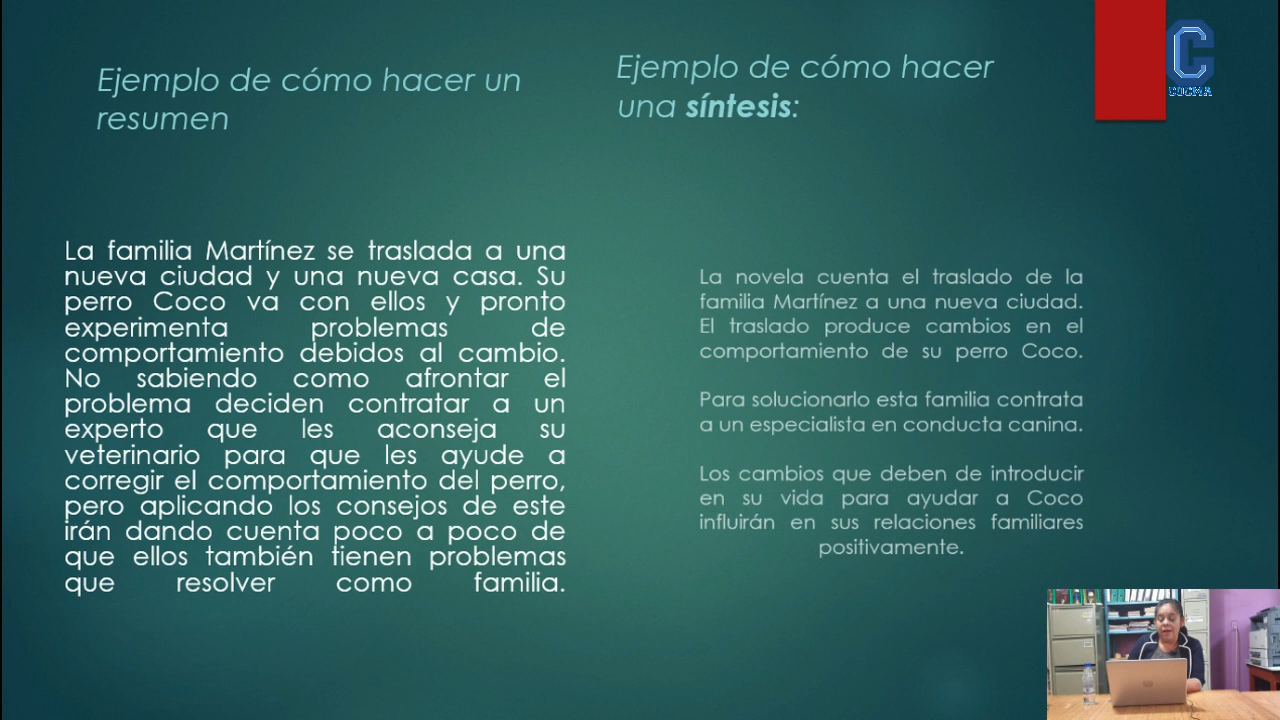 Ejemplo de cómo hacer un
resumen
Ejemplo de cómo hacer
una síntesis:
C
COCMA
La familia Martínez se traslada a una
nueva ciudad y una nueva casa. Su
perro Coco va con ellos y pronto
experimenta problemas de
comportamiento debidos al cambio.
No sabiendo como afrontar el
problema deciden contratar a un
experto que les aconseja su
veterinario para que les ayude a
corregir el comportamiento del perro,
pero aplicando los consejos de este
irán dando cuenta poco a poco de
que ellos también tienen problemas
que resolver como familia.
La novela cuenta el traslado de la
familia Martínez a una nueva ciudad.
El traslado produce cambios en el
comportamiento de su perro Coco.
Para solucionarlo esta familia contrata
a un especialista en conducta canina.
Los cambios que deben de introducir
en su vida para ayudar a Coco
influirán en sus relaciones familiares
positivamente.